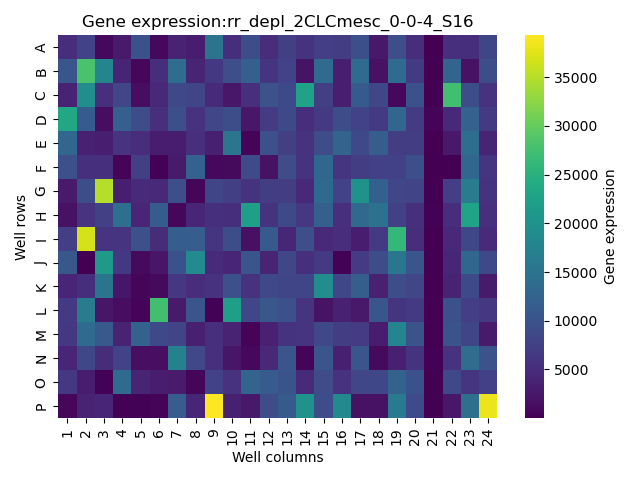 Gene expression:rr_depl_2CLCmesc_0-0-4_S16
A
B
C
D
E
F
G
H
I
J
K
L
M
N
O
P
Well rows
1 2 3 4 5 6 7 8 9 10 11 12 13 14 15 16 17 18 19 20 21 22 23 24
Well columns
35000
30000
25000
20000
15000
10000
5000
Gene expression